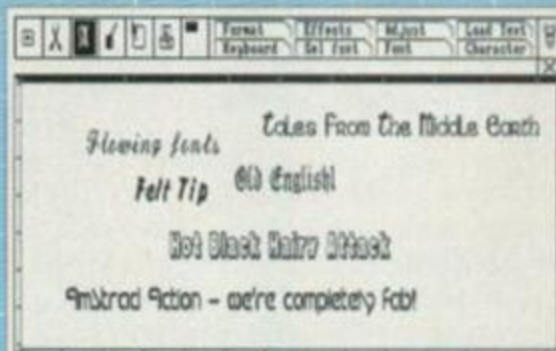 Format Effects Adjust Load Text
Keyboard Sel font Font Character
Tales From The Middle Earth
Flowing fonts
Felt Tip Old English!
Hot Black Hairy Attack
Amstrad Action - we're completely Fab!